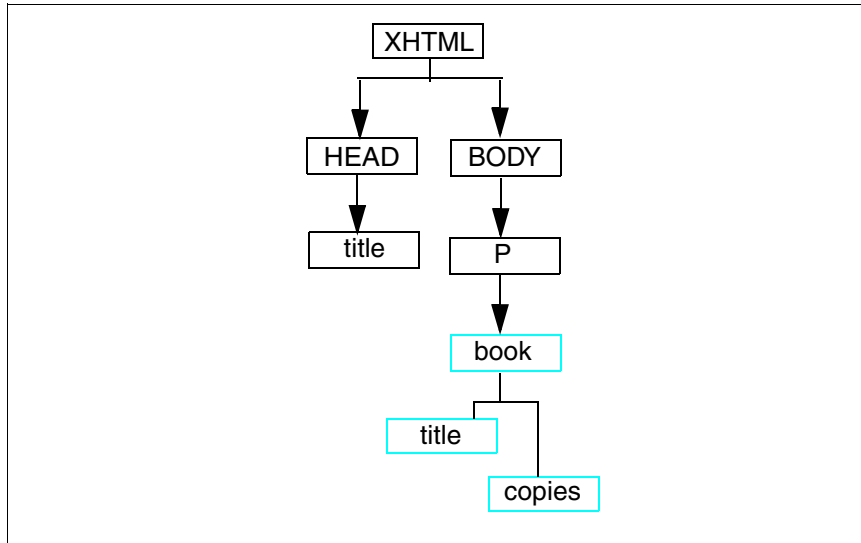 XHTML
HEAD
BODY
title
P
book
title
copies